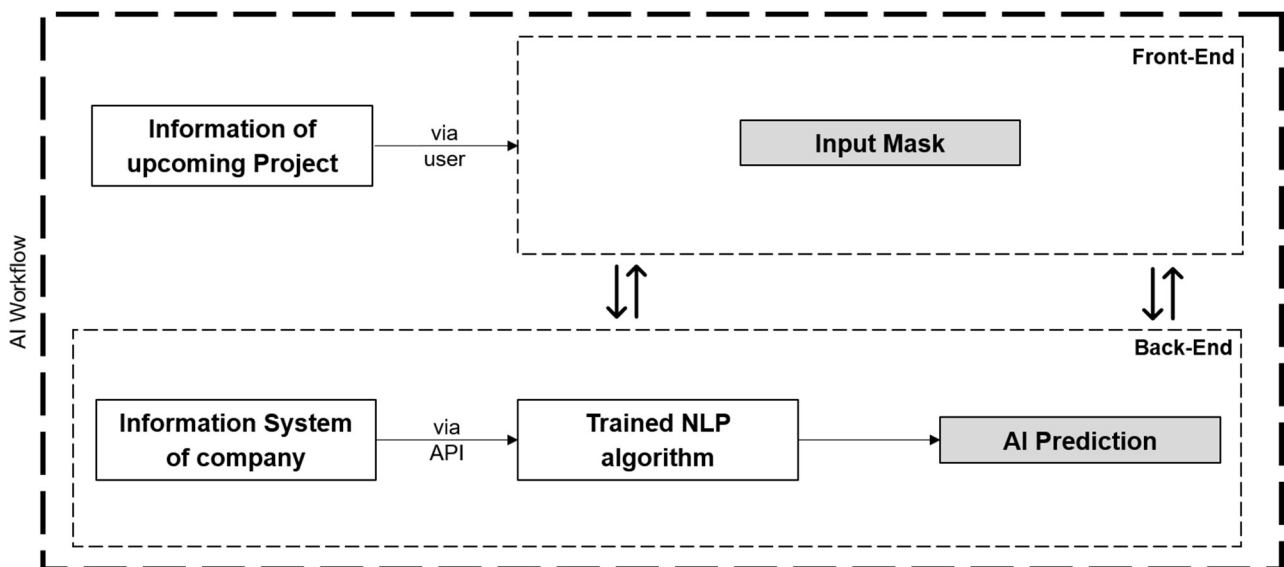 Front-End
Information of
upcoming Project
via
user
Input Mask
AI Workflow
Back-End
Information System
of company
via
API
Trained NLP
algorithm
AI Prediction